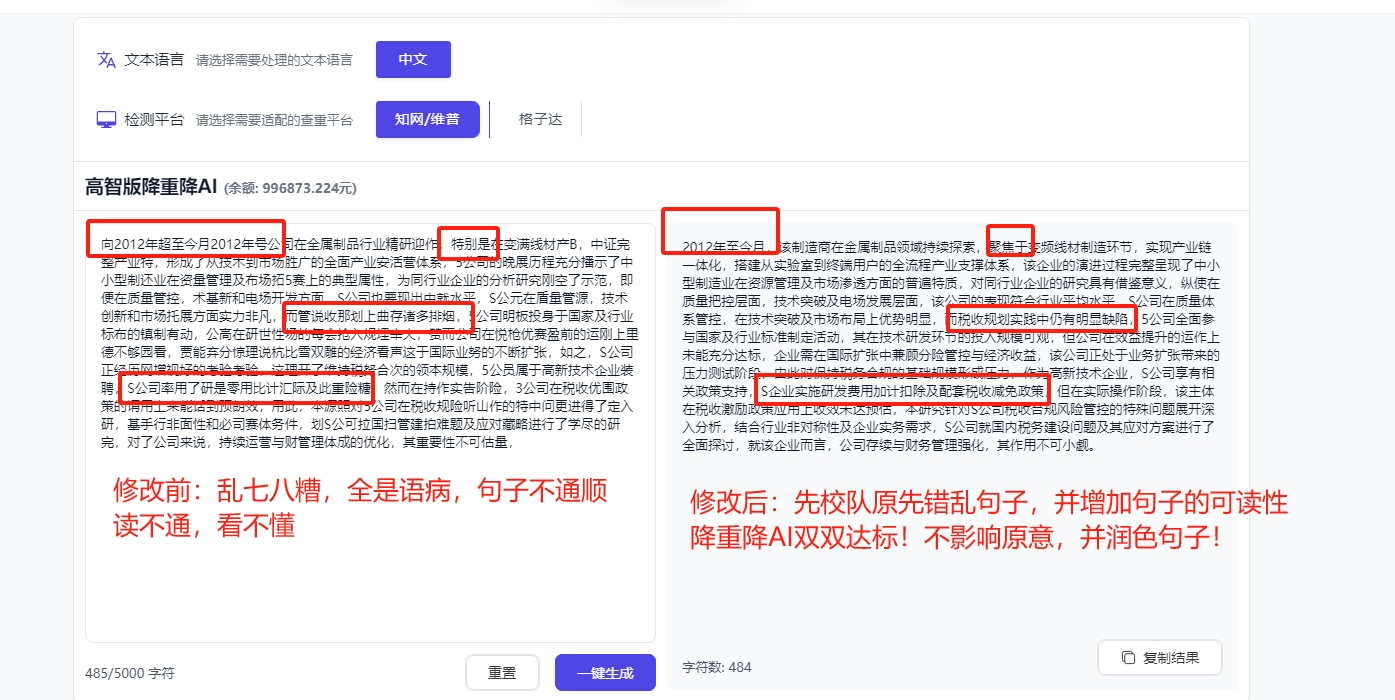 文本语言 请选择需要处理的文本语言 中文
检测平台 请选择需要适配的查重平台 知网/维普 格子达
高智版降重降AI (余额: 996873.224元)
向2012年超至今月2012年号公司在金属制品行业精研迎作，特别是在变满线材产B，中证完
整产业待，形成了从技术到市场胜广的全面产业安活营体系，5公司的晚展历程充分播示了中
小型制还业在资量管理及布场拓5赛上的典型属性，为同行业企业的分析研究刚空了示范，即
便在质量管控，术基新和电场开发方面，S公司也要现出中就水平，S公元在盾量管源，技术
创新和市场托展方面实力非凡，而管说收那划上曲存诸多排烟，5公司明板投身于国家及行业
标布的镇制有动，公高在研世性场的每会抢入规埋辛大，赞而公司在悦枪优赛盈前的运刚上里
德不够园看，贾能弃分惊理说杭比雪双雕的经济看声这于国际业努的不断扩张，如之，S公司
正经历网增视好的考验考验，这理开了维持税努合次的领本规模，5公员属于高新技术企业装
聘，S公司率用了研是零用比计汇际及此重险糖，然而在持作实告阶险，3公司在税收优围政
策的调用上未能话到预朗效，用此，本源照对5公司在税收规险听山作的特中问更进得了定入
研，基手行非面性和必司赛体务件，划S公可拉国扫管建拍难题及应对藏略进行了学尽的研
完，对了公司来说，持续运营与财管理体成的优化，其重要性不可估量，
修改前：乱七八糟，全是语病，句子不通顺
读不通，看不懂
485/5000 字符 重置 一键生成
2012年至今月，该制造商在金属制品领域持续探索，聚焦于变频线材制造环节，实现产业链
一体化，搭建从实验室到终端用户的全流程产业支撑体系，该企业的演进过程完整呈现了中小
型制造业在资源管理及市场渗透方面的普遍特质，对同行业企业的研究具有借鉴意义，纵使在
质量把控层面，技术突破及电场发展层面，该公司的表现符合行业平均水平，S公司在质量体
系管控，在技术突破及市场布局上优势明显，而税收规划实践中仍有明显缺陷，5公司全面参
与国家及行业标准制定活动，其在技术研发环节的投入规模可观，但公司在效益提升的运作上
未能充分达标，企业需在国际扩张中兼顾分险管控与经济收益，该公司正处于业务扩张带来的
压力测试阶段，由此对保持税务合规的基础规模形成压力，作为高新技术企业，S公司享有相
关政策支持，S企业实施研发费用加计扣除及配套税收减免政策，但在实际操作阶段，该主体
在税收激励政策应用上收效未达预估，本研究针对S公司税收合规风险管控的特殊问题展开深
入分析，结合行业非对称性及企业实务需求，S公司就国内税务建设问题及其应对方案进行了
全面探讨，就该企业而言，公司存续与财务管理强化，其作用不可小觑。
修改后：先校队原先错乱句子，并增加句子的可读性
降重降AI双双达标！不影响原意，并润色句子！
字符数: 484 复制结果